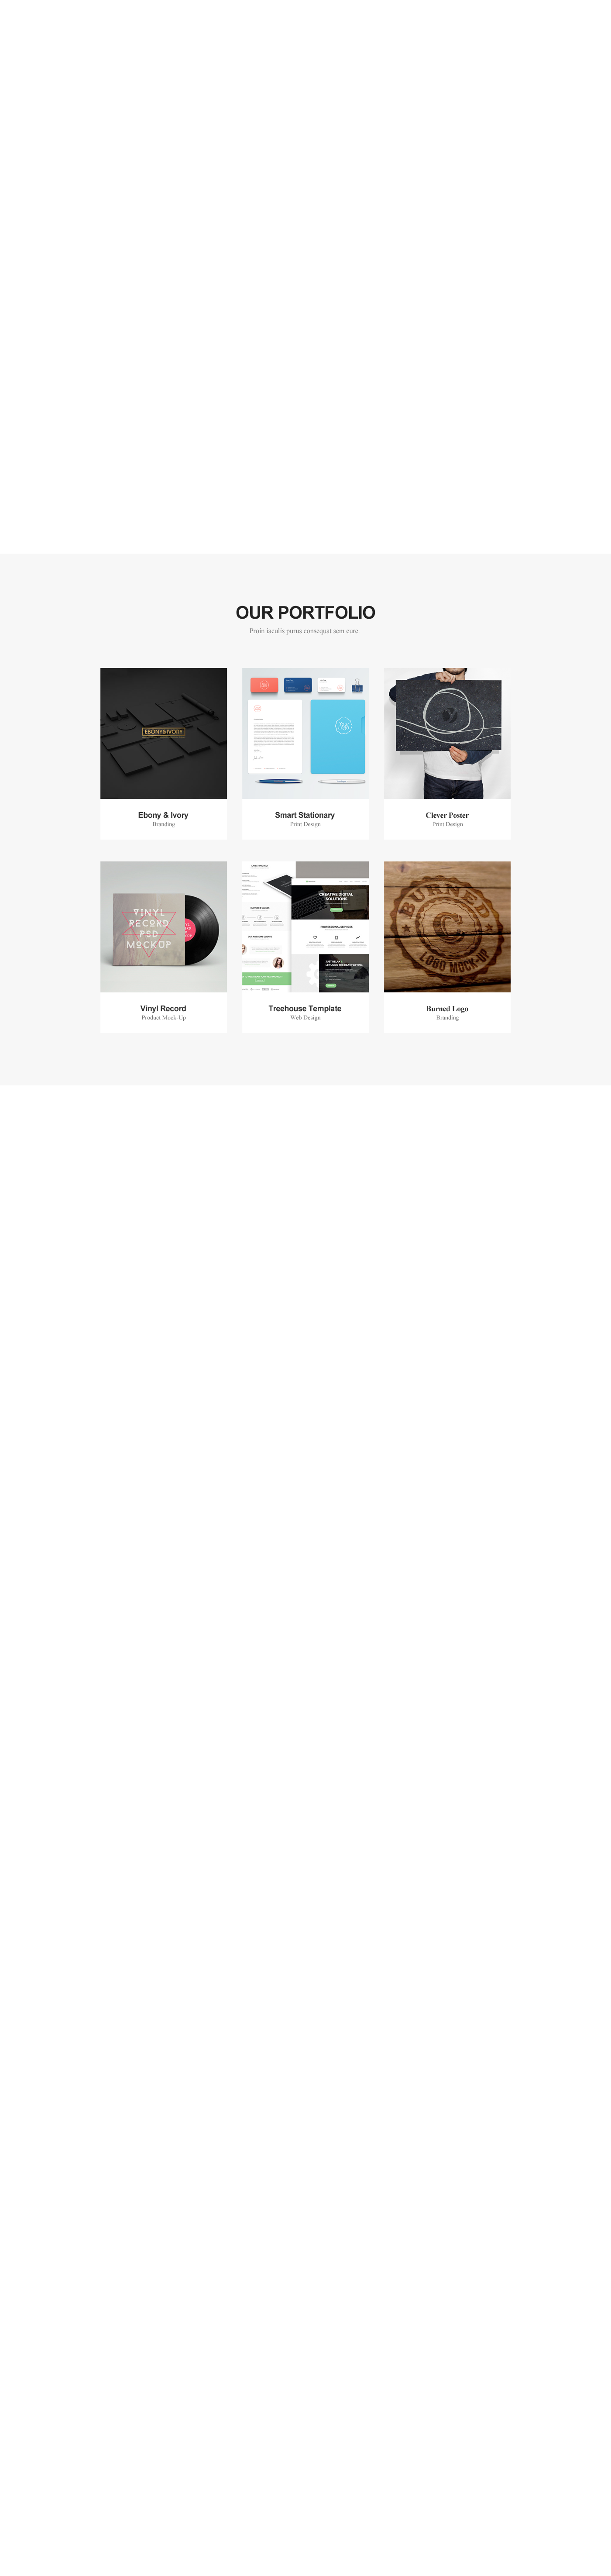 OUR PORTFOLIO
Proin iaculis purus consequat sem cure.
EBONY&IVORY
Ebony & Ivory
Branding
Smart Stationary
Print Design
Clever Poster
Print Design
VINYL
RECORD
PSD
MOCKUP
CREATIVE DIGITAL
SOLUTIONS
PROFESSIONAL SERVICES
BURNED
LOGO MOCK-UP
Vinyl Record
Product Mock-Up
Treehouse Template
Web Design
Burned Logo
Branding